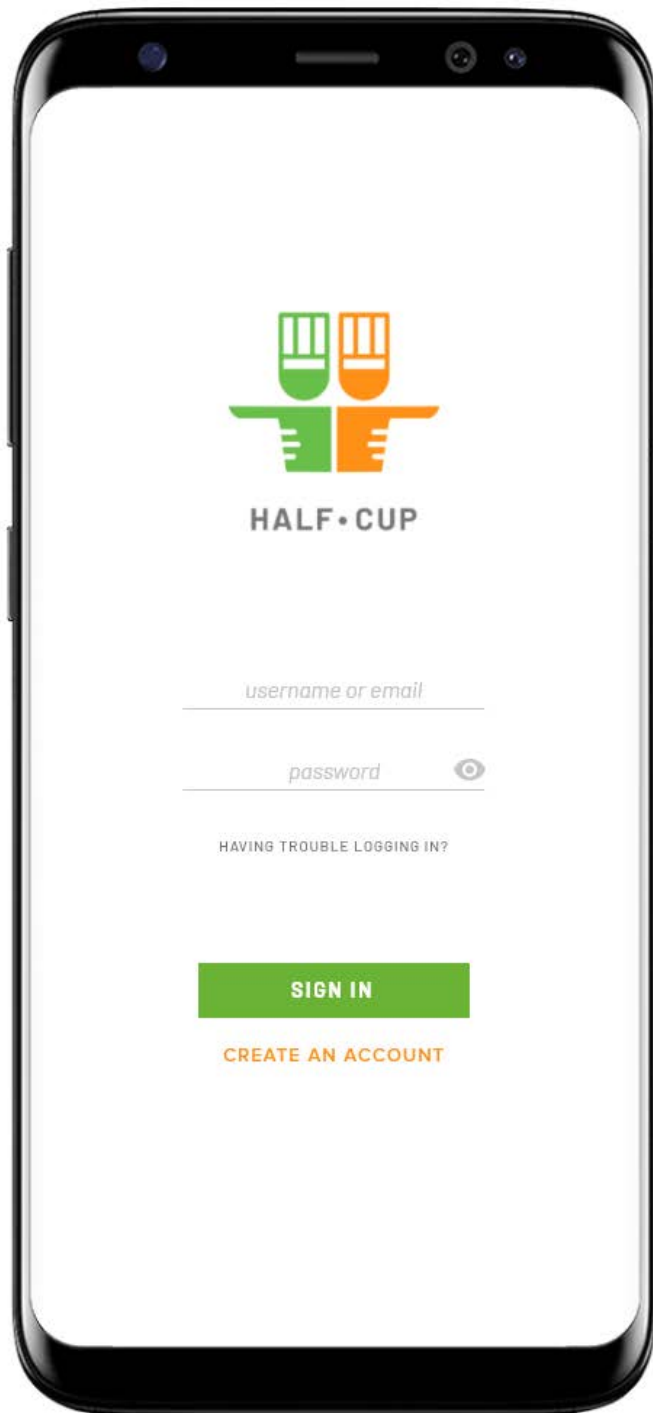 HALF•CUP
username or email
password
HAVING TROUBLE LOGGING IN?
SIGN IN
CREATE AN ACCOUNT